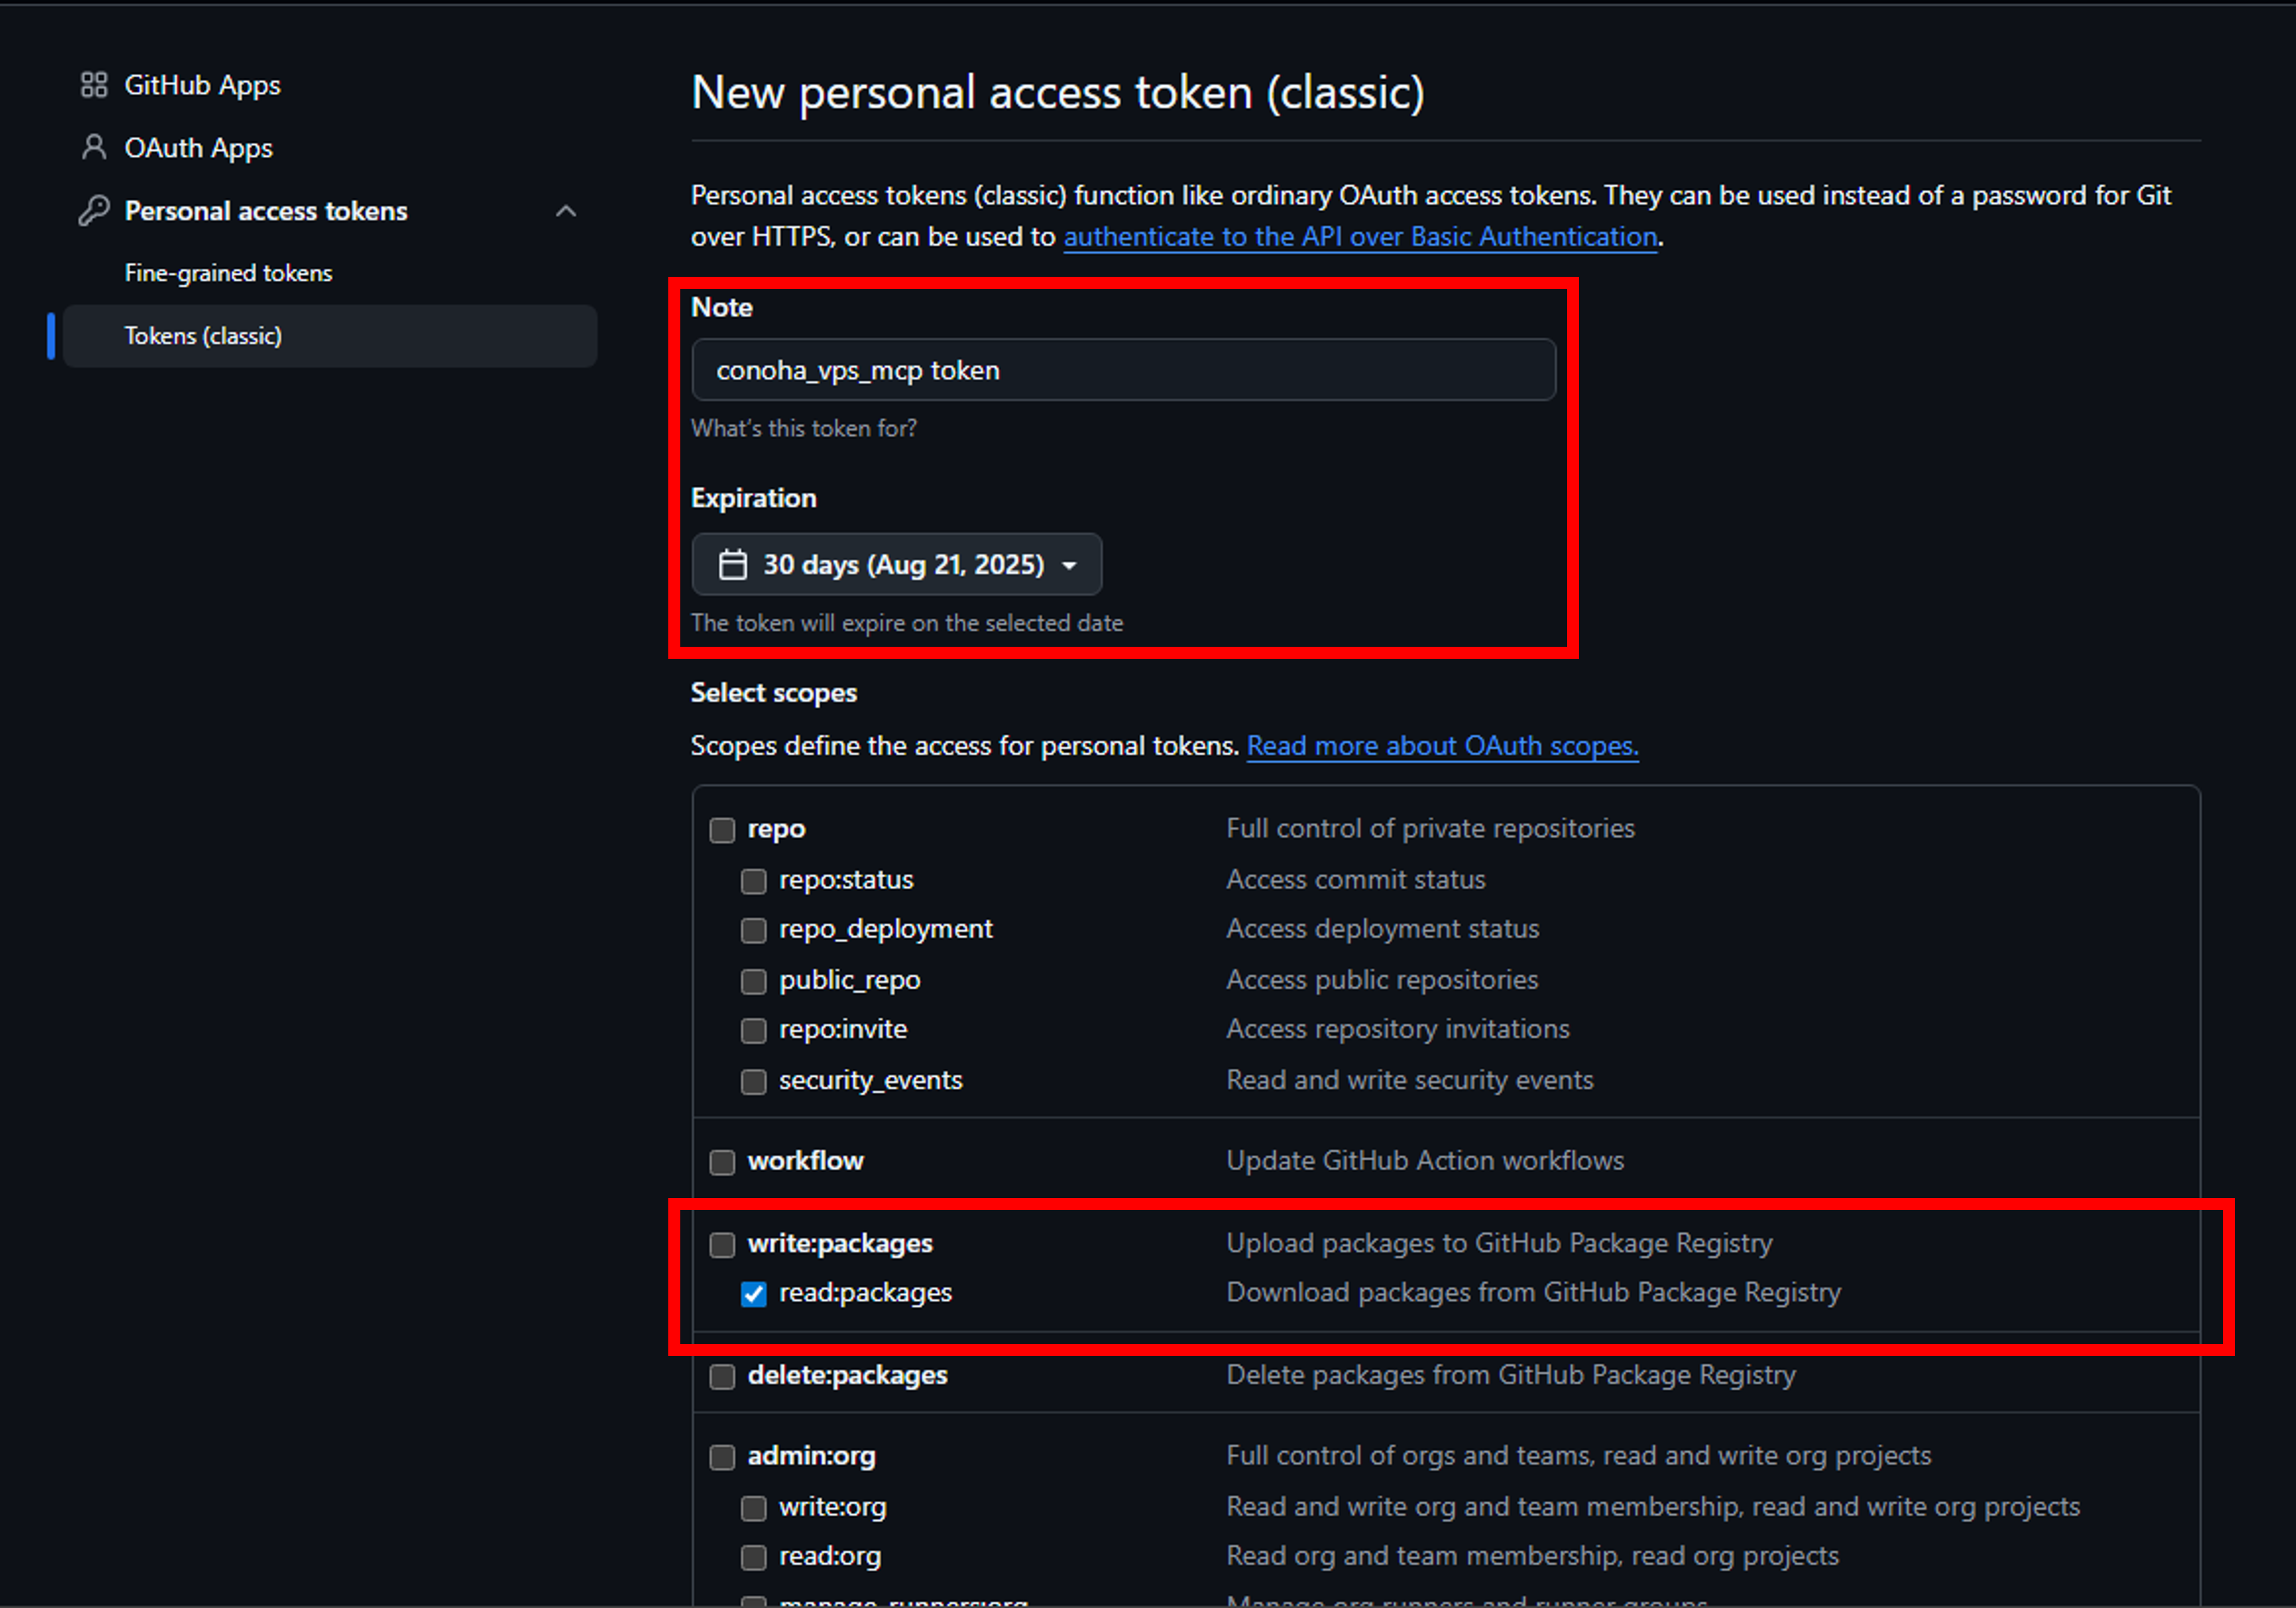 GitHub Apps
OAuth Apps
Personal access tokens
Fine-grained tokens
Tokens (classic)
New personal access token (classic)
Personal access tokens (classic) function like ordinary OAuth access tokens. They can be used instead of a password for Git
over HTTPS, or can be used to authenticate to the API over Basic Authentication.
Note
conoha_vps_mcp token
What's this token for?
Expiration
30 days (Aug 21, 2025)
The token will expire on the selected date
Select scopes
Scopes define the access for personal tokens. Read more about OAuth scopes.
repo Full control of private repositories
repo:status Access commit status
repo_deployment Access deployment status
public_repo Access public repositories
repo:invite Access repository invitations
security_events Read and write security events
workflow Update GitHub Action workflows
write:packages Upload packages to GitHub Package Registry
read:packages Download packages from GitHub Package Registry
delete:packages Delete packages from GitHub Package Registry
admin:org Full control of orgs and teams, read and write org projects
write:org Read and write org and team membership, read and write org projects
read:org Read org and team membership, read org projects
manage_runners:org Manage org runners and runner groups